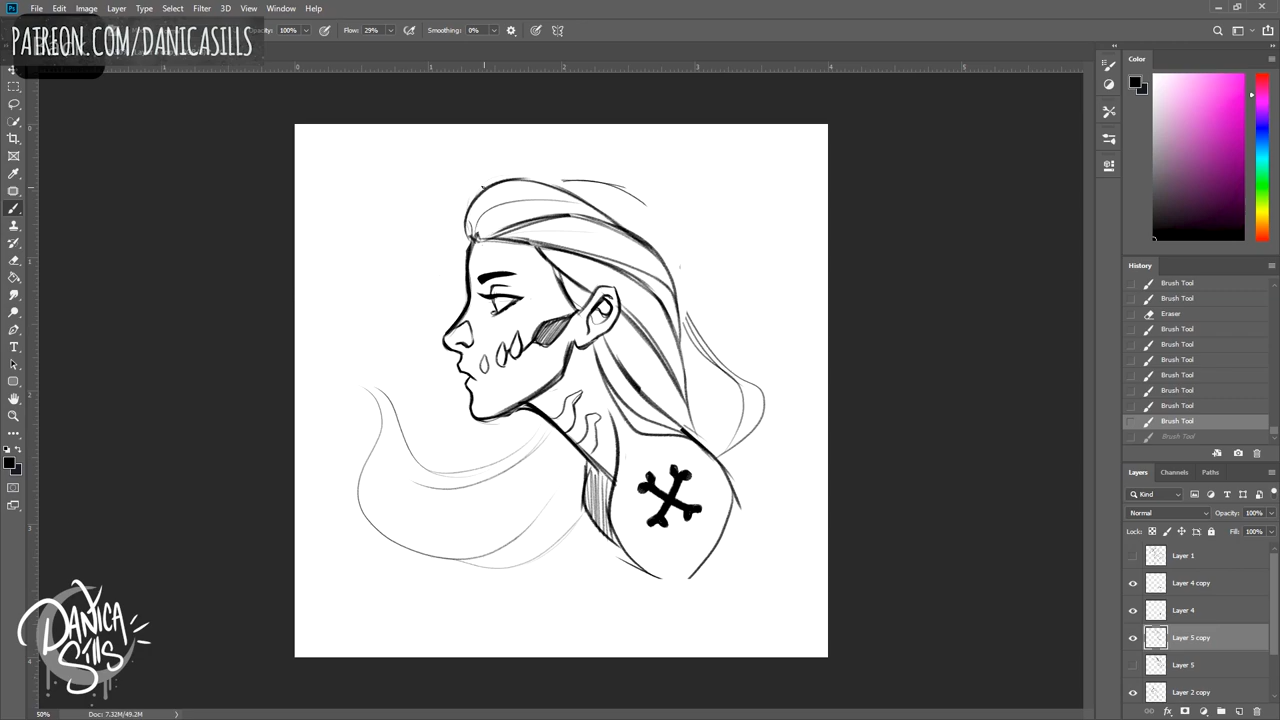 Ps File Edit Image Layer Type Select Filter 3D View Window Help
PATREON.COM/DANICASILLS
100% Flow: 29% Smoothing: 0%
Color
History
Brush Tool
Brush Tool
Eraser
Brush Tool
Brush Tool
Brush Tool
Brush Tool
Brush Tool
Brush Tool
Brush Tool
Brush Tool
Layers Channels Paths
Kind
Normal Opacity: 100%
Lock: Fill: 100%
Layer 1
Layer 4 copy
Layer 4
Layer 5 copy
Layer 5
Layer 2 copy
DANICA
SILLS
50% Doc: 7.32M/49.2M